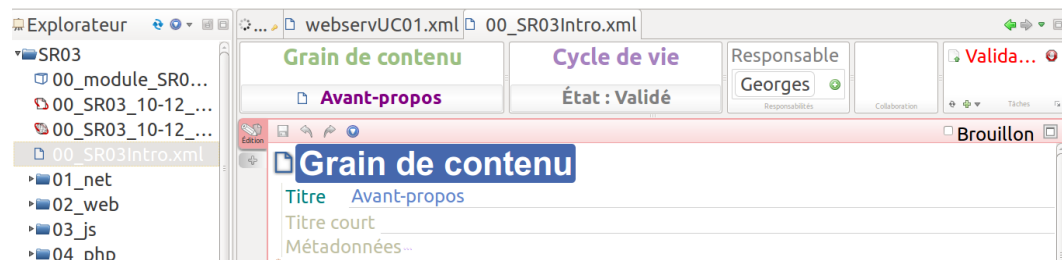 Explorateur
SR03
00_module_SR0...
00_SR03_10-12_...
00_SR03_10-12_...
00_SR03Intro.xml
01_net
02_web
03_js
04_php
... webservUC01.xml 00_SR03Intro.xml
Grain de contenu
Avant-propos
Cycle de vie
État : Validé
Responsable
Georges
Responsabilités
Collaboration
Valida...
Tâches
Édition
Brouillon
Grain de contenu
Titre Avant-propos
Titre court
Métadonnées...